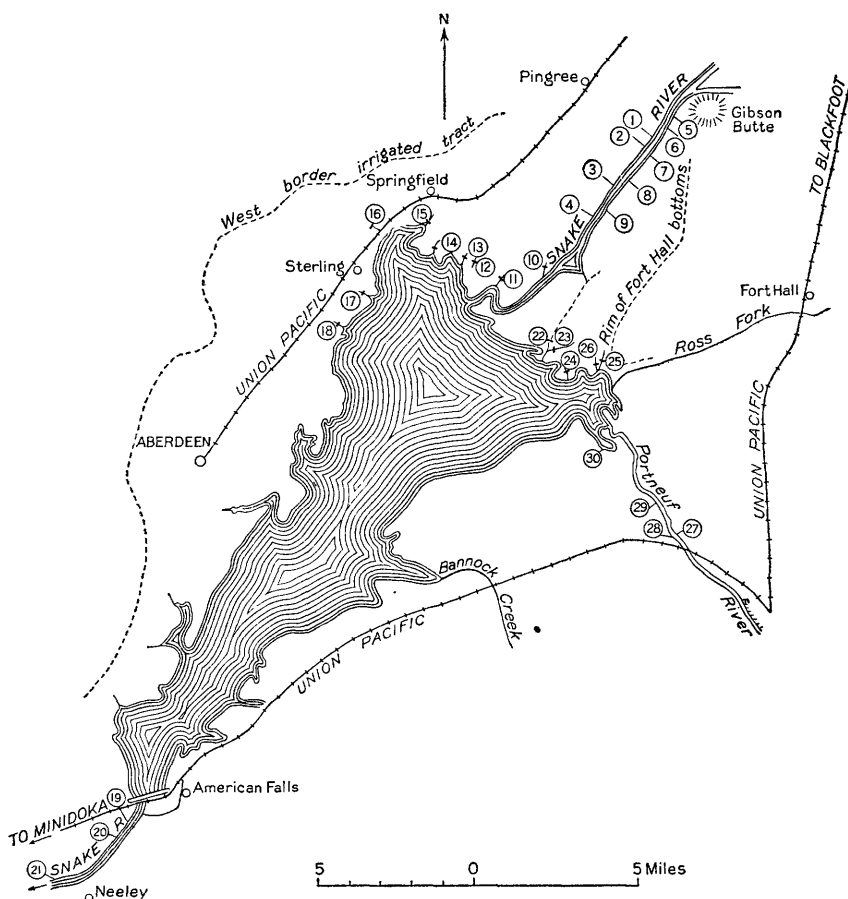 N
Pingree
RIVER
Gibson
Butte
TO BLACKFOOT
1
2
5
6
7
3
8
4
9
West border irrigated tract
Springfield
16
15
14
13
12
11
10
SNAKE
Sterling
17
18
UNION PACIFIC
Rim of Fort Hall bottoms
Fort Hall
22
23
24
26
25
Ross Fork
ABERDEEN
30
Portneuf
29
28
27
River
UNION PACIFIC
Bannock
Creek
UNION PACIFIC
American Falls
19
TO MINIDOKA
20
SNAKE R
21
Neeley
5 0 5 Miles